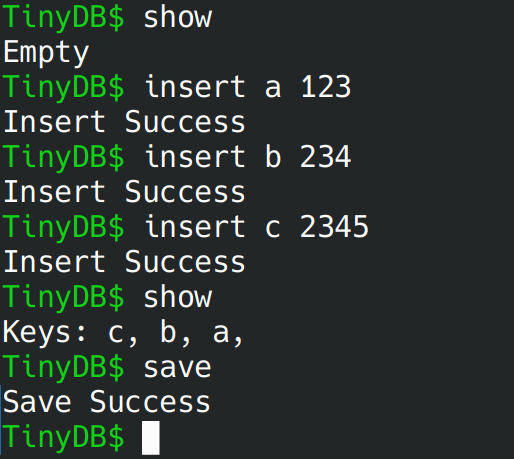 TinyDB$ show
Empty
TinyDB$ insert a 123
Insert Success
TinyDB$ insert b 234
Insert Success
TinyDB$ insert c 2345
Insert Success
TinyDB$ show
Keys: c, b, a,
TinyDB$ save
Save Success
TinyDB$